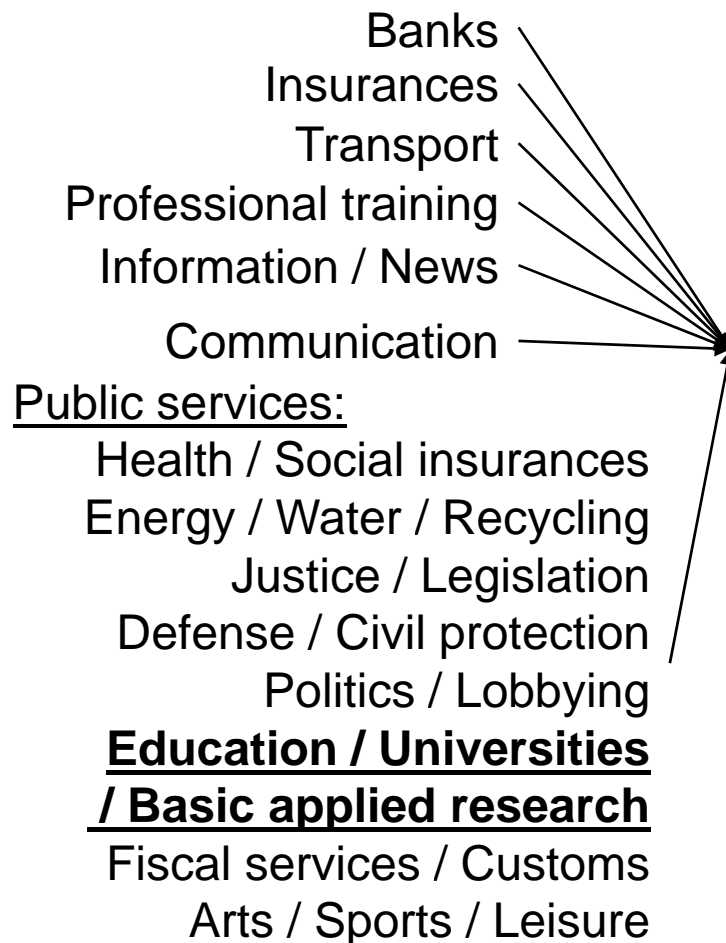 Banks
Insurances
Transport
Professional training
Information / News
Communication
Public services:
Health / Social insurances
Energy / Water / Recycling
Justice / Legislation
Defense / Civil protection
Politics / Lobbying
Education / Universities
/ Basic applied research
Fiscal services / Customs
Arts / Sports / Leisure